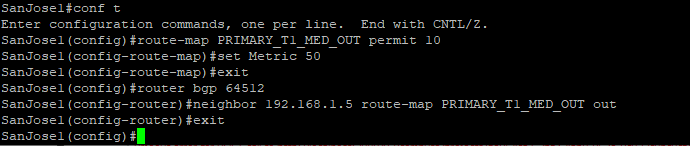 SanJose1#conf t
Enter configuration commands, one per line.  End with CNTL/Z.
SanJose1(config)#route-map PRIMARY_T1_MED_OUT permit 10
SanJose1(config-route-map)#set Metric 50
SanJose1(config-route-map)#exit
SanJose1(config)#router bgp 64512
SanJose1(config-router)#neighbor 192.168.1.5 route-map PRIMARY_T1_MED_OUT out
SanJose1(config-router)#exit
SanJose1(config)#